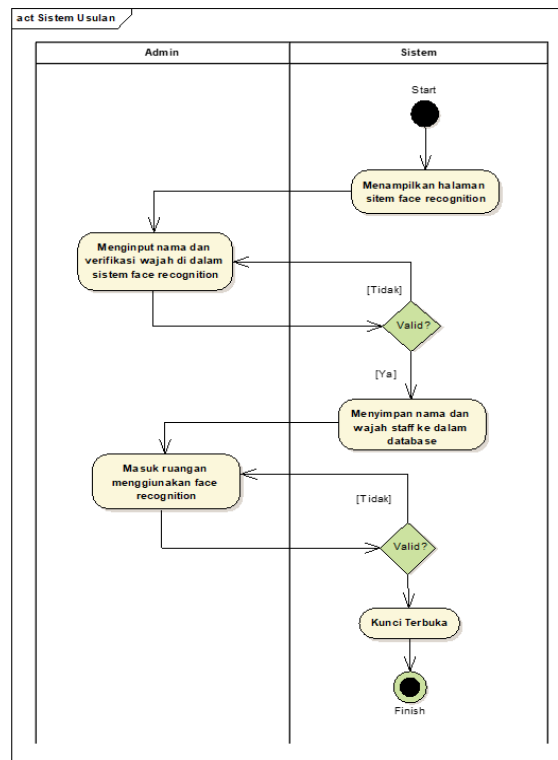 act Sistem Usulan
Admin
Sistem
Start
Menampilkan halaman
sitem face recognition
Menginput nama dan
verifikasi wajah di dalam
sistem face recognition
[Tidak]
Valid?
[Ya]
Menyimpan nama dan
wajah staff ke dalam
database
Masuk ruangan
menggiunakan face
recognition
[Tidak]
Valid?
Kunci Terbuka
Finish